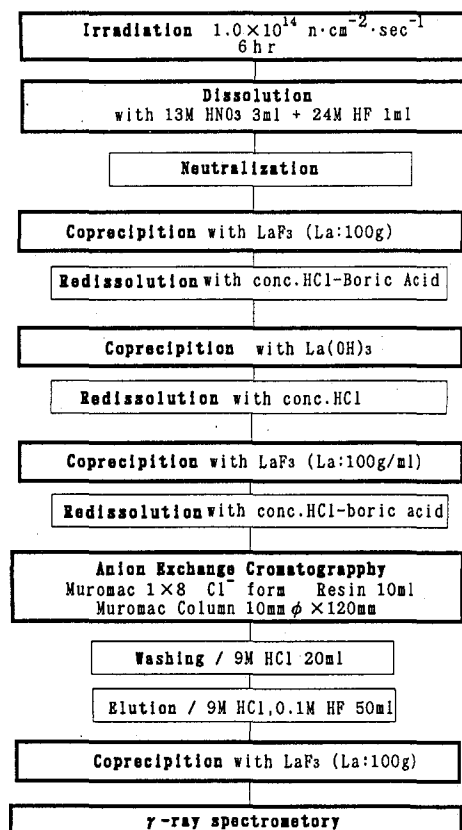 Irradiation 1.0×10¹⁴ n·cm⁻²·sec⁻¹
6 hr
Dissolution
with 13M HNO₃ 3ml + 24M HF 1ml
Neutralization
Coprecipition with LaF₃ (La:100g)
Redissolution with conc.HCl-Boric Acid
Coprecipition with La(OH)₃
Redissolution with conc.HCl
Coprecipition with LaF₃ (La:100g/ml)
Redissolution with conc.HCl-boric acid
Anion Exchange Cromatograpphy
Muromac 1×8 Cl⁻ form Resin 10ml
Muromac Column 10mm φ ×120mm
Washing / 9M HCl 20ml
Elution / 9M HCl,0.1M HF 50ml
Coprecipition with LaF₃ (La:100g)
γ-ray spectrometory